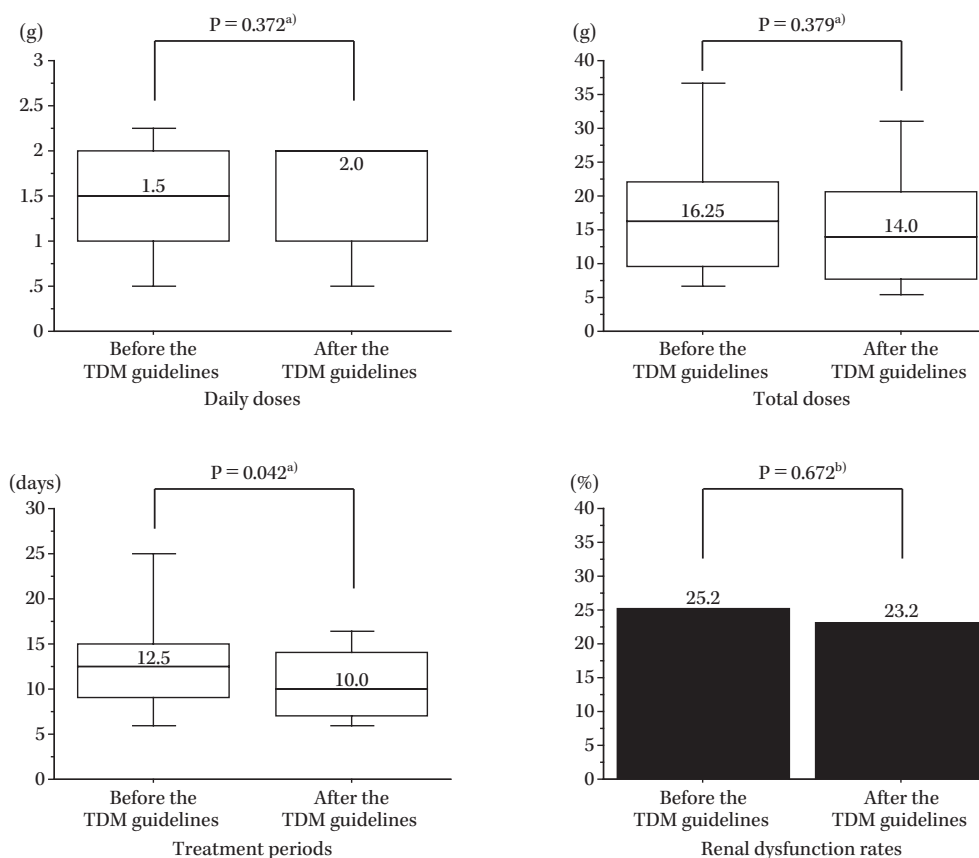 P = 0.372a)
(g)
3
2.5
2
1.5
1
.5
0
1.5
2.0
Before the
TDM guidelines
After the
TDM guidelines
Daily doses
P = 0.379a)
(g)
40
35
30
25
20
15
10
5
0
16.25
14.0
Before the
TDM guidelines
After the
TDM guidelines
Total doses
P = 0.042a)
(days)
30
25
20
15
10
5
0
12.5
10.0
Before the
TDM guidelines
After the
TDM guidelines
Treatment periods
P = 0.672b)
(%)
40
35
30
25
20
15
10
5
0
25.2
23.2
Before the
TDM guidelines
After the
TDM guidelines
Renal dysfunction rates